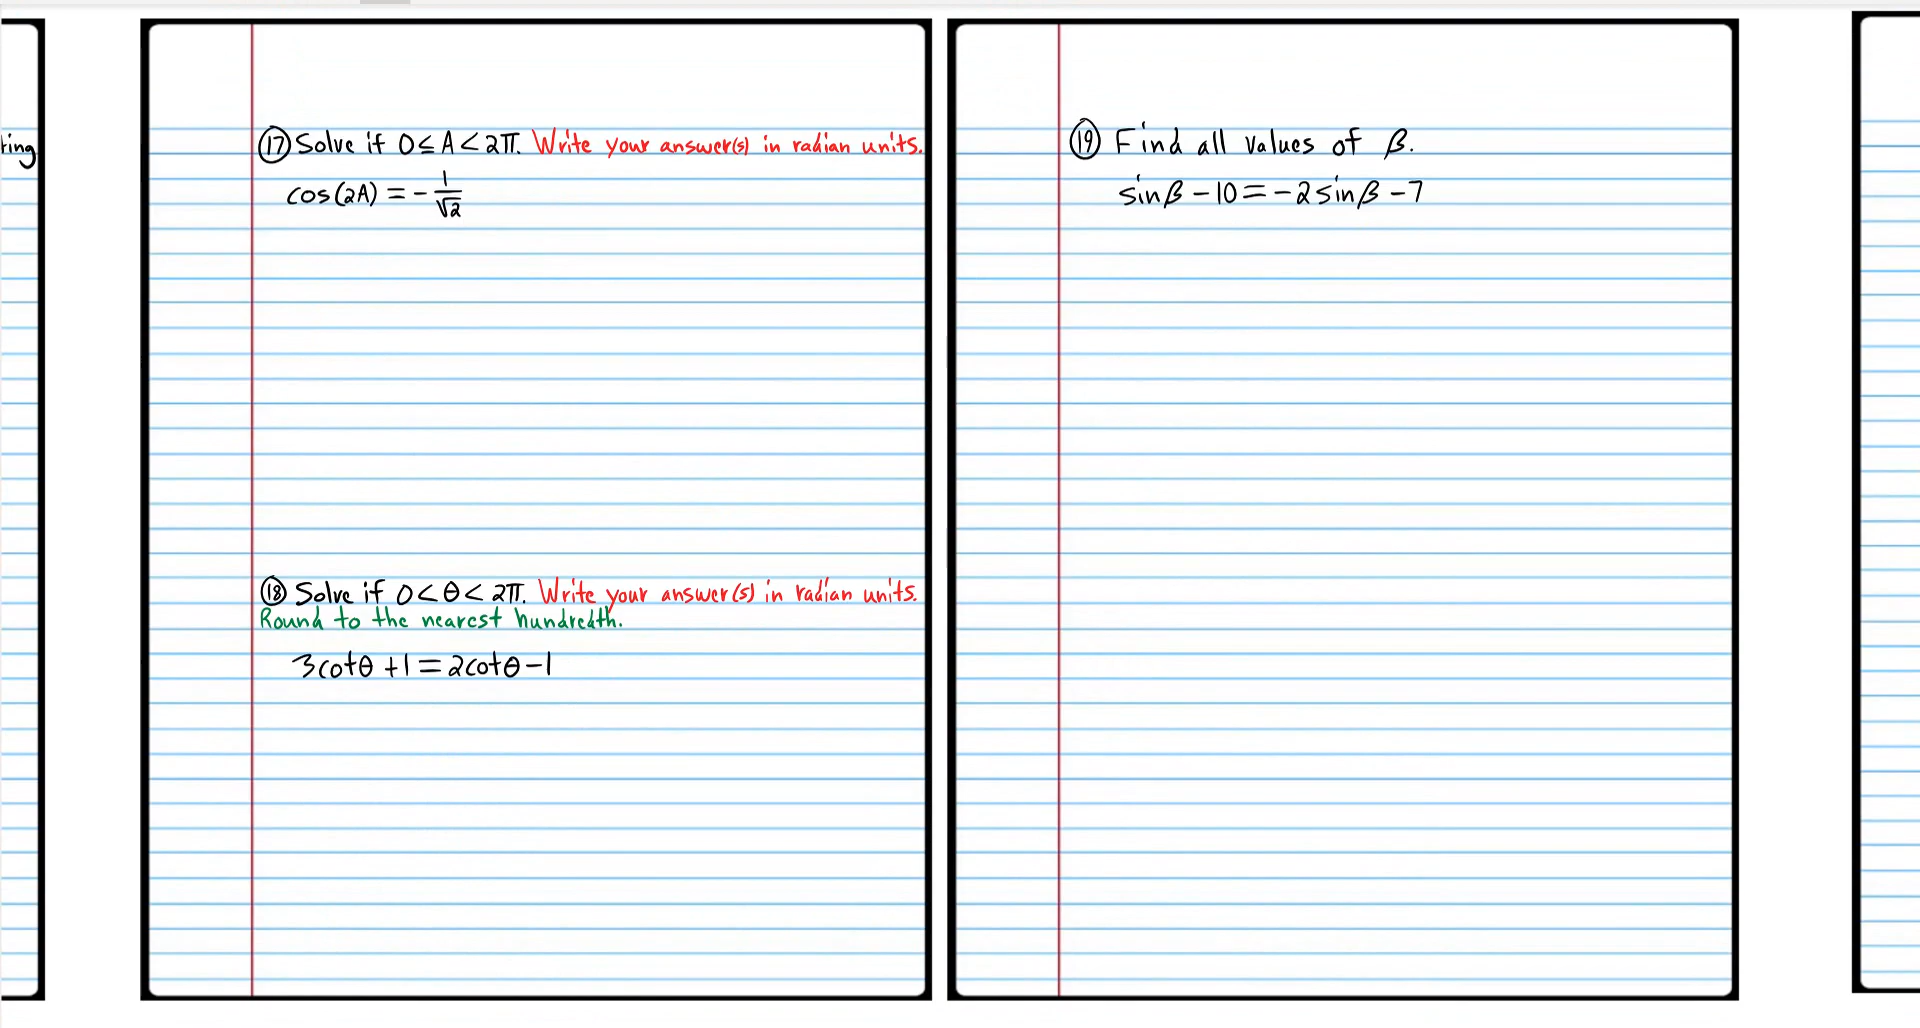 ring
⑰ Solve if 0 ≤ A < 2π. Write your answer(s) in radian units.
cos(2A) = - 1/√2
⑱ Solve if 0 < θ < 2π. Write your answer(s) in radian units.
Round to the nearest hundredth.
3cotθ + 1 = 2cotθ - 1
⑲ Find all values of β.
sinβ - 10 = -2sinβ - 7